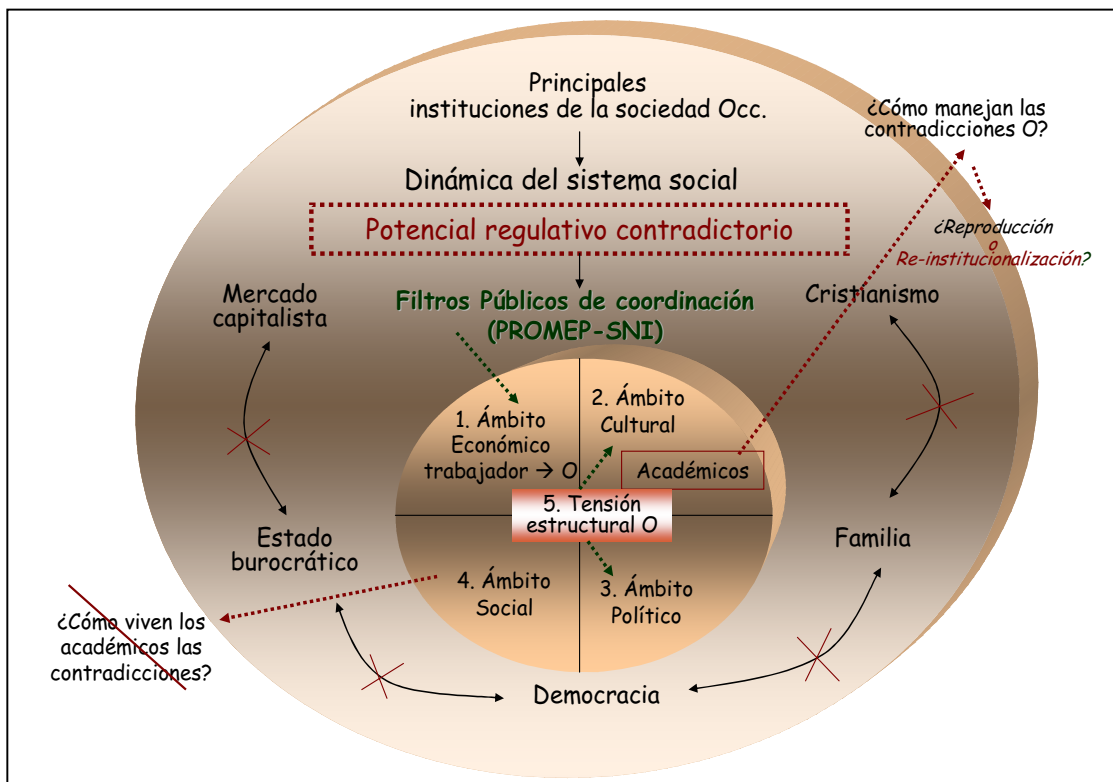 Principales
instituciones de la sociedad Occ.
¿Cómo manejan las
contradicciones O?
Dinámica del sistema social
Potencial regulativo contradictorio
¿Reproducción
o
Re-institucionalización?
Mercado
capitalista
Filtros Públicos de coordinación
(PROMEP-SNI)
Cristianismo
1. Ámbito
Económico
trabajador → O
2. Ámbito
Cultural
Académicos
5. Tensión
estructural O
Estado
burocrático
Familia
4. Ámbito
Social
3. Ámbito
Político
¿Cómo viven los
académicos las
contradicciones?
Democracia